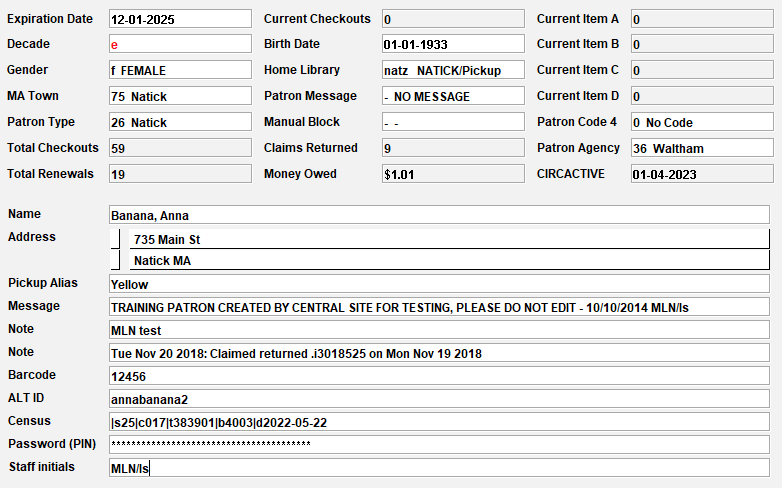 Expiration Date 12-01-2025 Current Checkouts 0 Current Item A 0
Decade e Birth Date 01-01-1933 Current Item B 0
Gender f FEMALE Home Library natz NATICK/Pickup Current Item C 0
MA Town 75 Natick Patron Message - NO MESSAGE Current Item D 0
Patron Type 26 Natick Manual Block - - Patron Code 4 0 No Code
Total Checkouts 59 Claims Returned 9 Patron Agency 36 Waltham
Total Renewals 19 Money Owed $1.01 CIRCACTIVE 01-04-2023
Name Banana, Anna
Address 735 Main St
Natick MA
Pickup Alias Yellow
Message TRAINING PATRON CREATED BY CENTRAL SITE FOR TESTING, PLEASE DO NOT EDIT - 10/10/2014 MLN/ls
Note MLN test
Note Tue Nov 20 2018: Claimed returned .i3018525 on Mon Nov 19 2018
Barcode 12456
ALT ID annabanana2
Census |s25|c017|t383901|b4003|d2022-05-22
Password (PIN) ****************************************
Staff initials MLN/ls